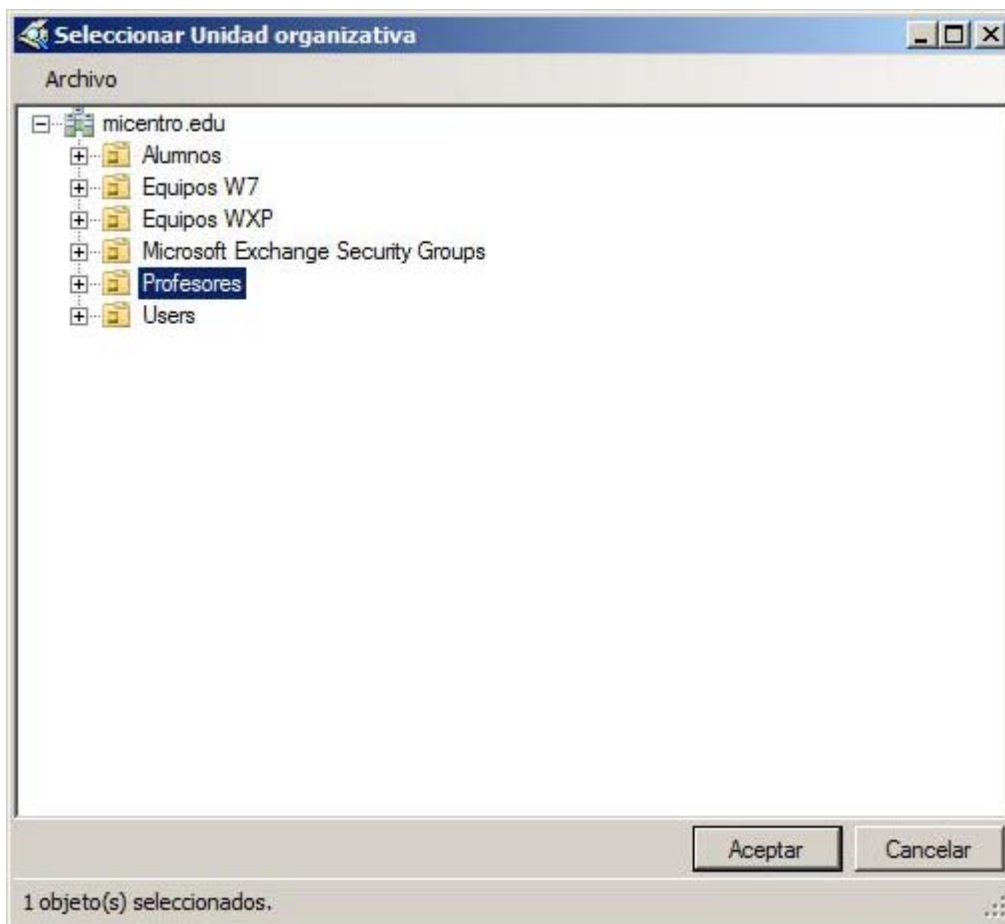 Seleccionar Unidad organizativa
Archivo
micentro.edu
Alumnos
Equipos W7
Equipos WXP
Microsoft Exchange Security Groups
Profesores
Users
Aceptar Cancelar
1 objeto(s) seleccionados.